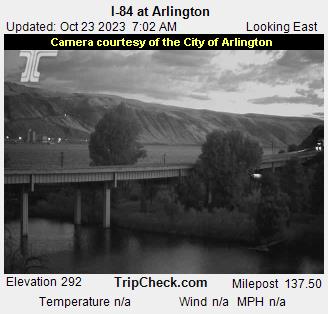 I-84 at Arlington
Updated: Oct 23 2023 7:02 AM Looking East
Camera courtesy of the City of Arlington
Elevation 292 TripCheck.com Milepost 137.50
Temperature n/a Wind n/a MPH n/a